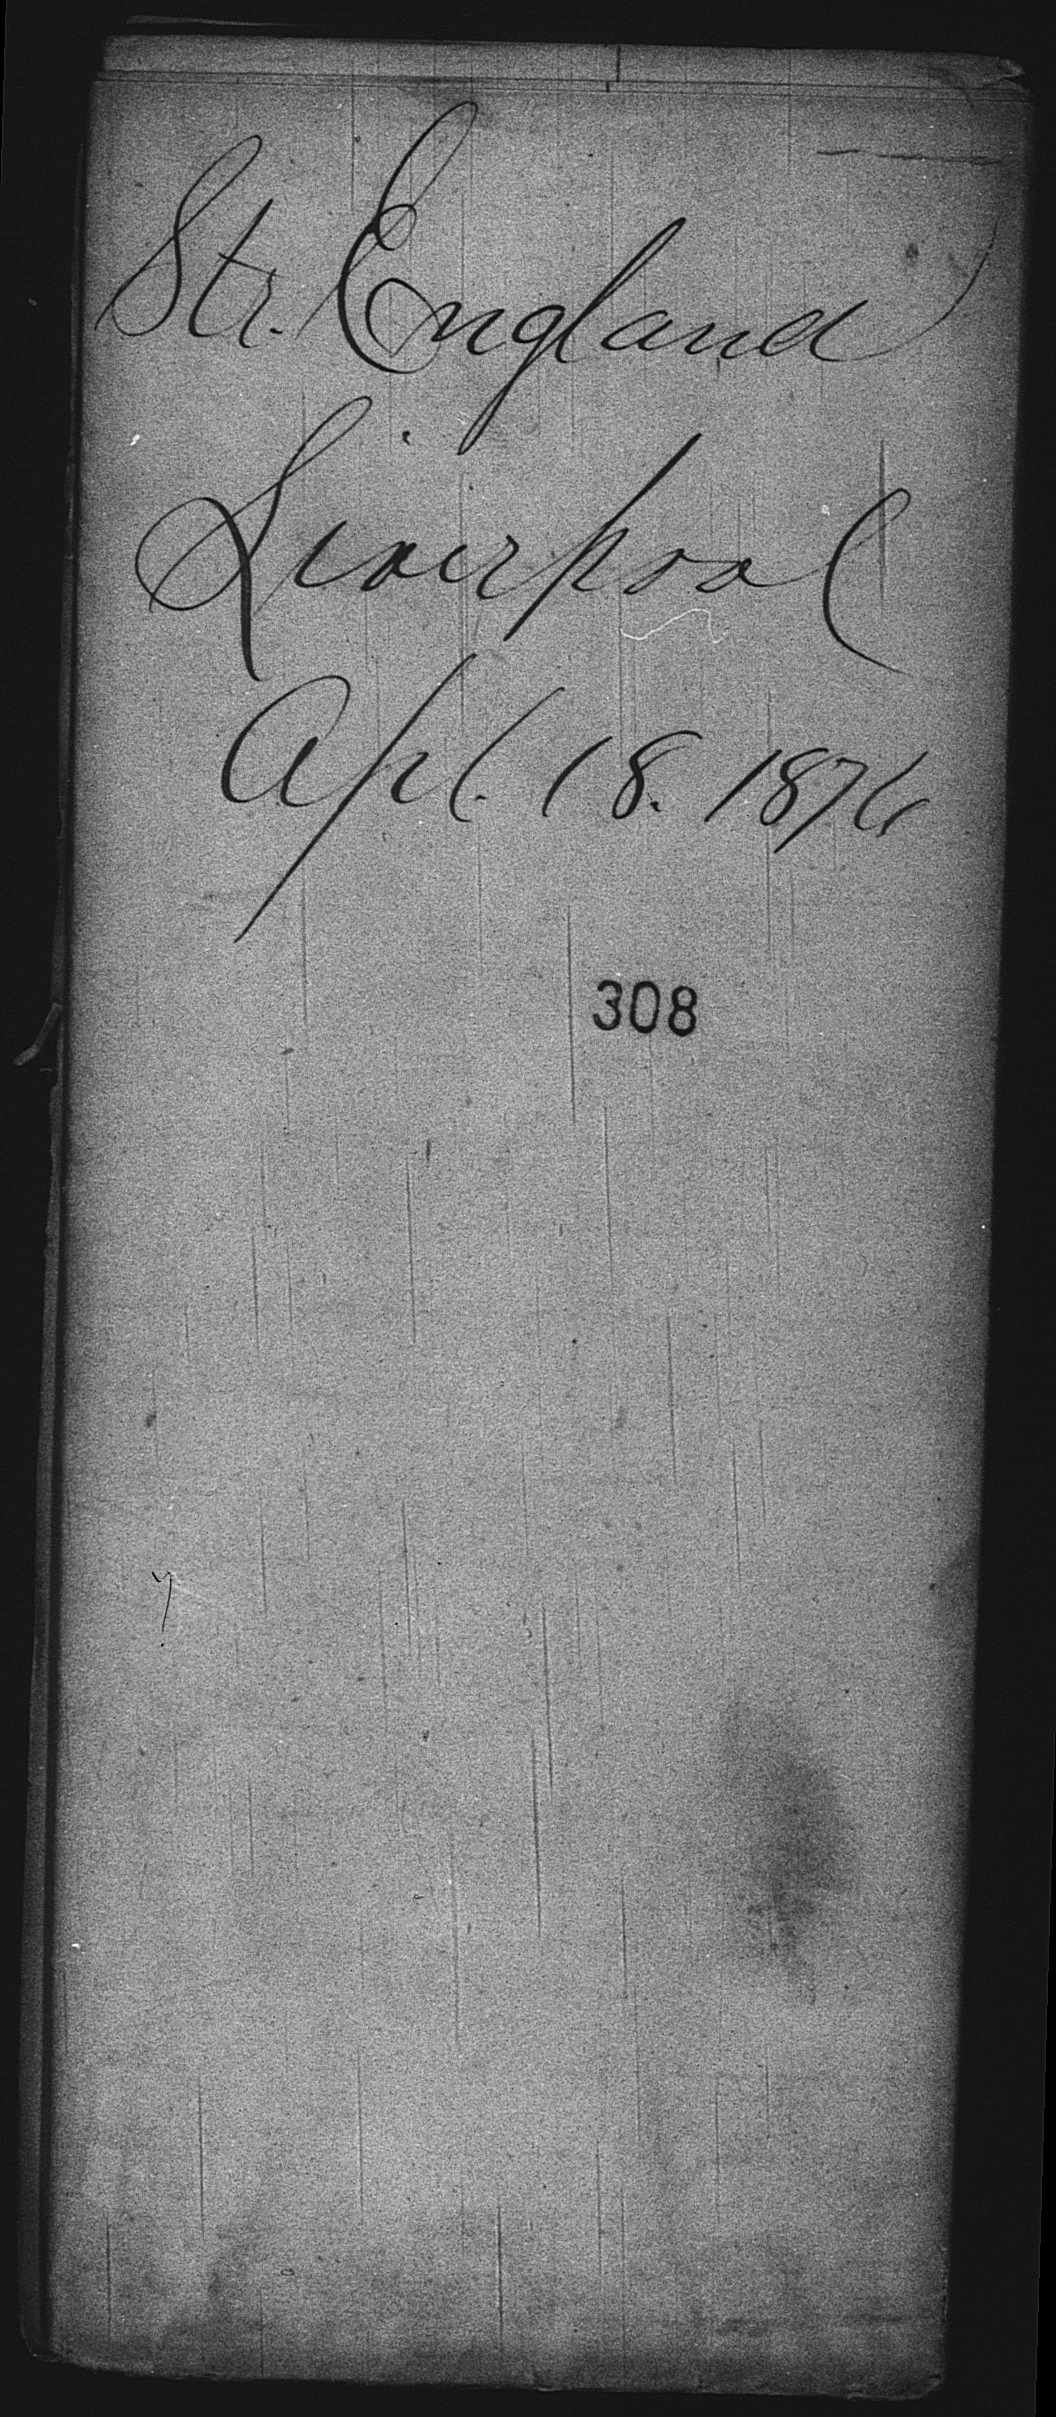 Str. England
Liverpool
Apl. 18. 1876
308